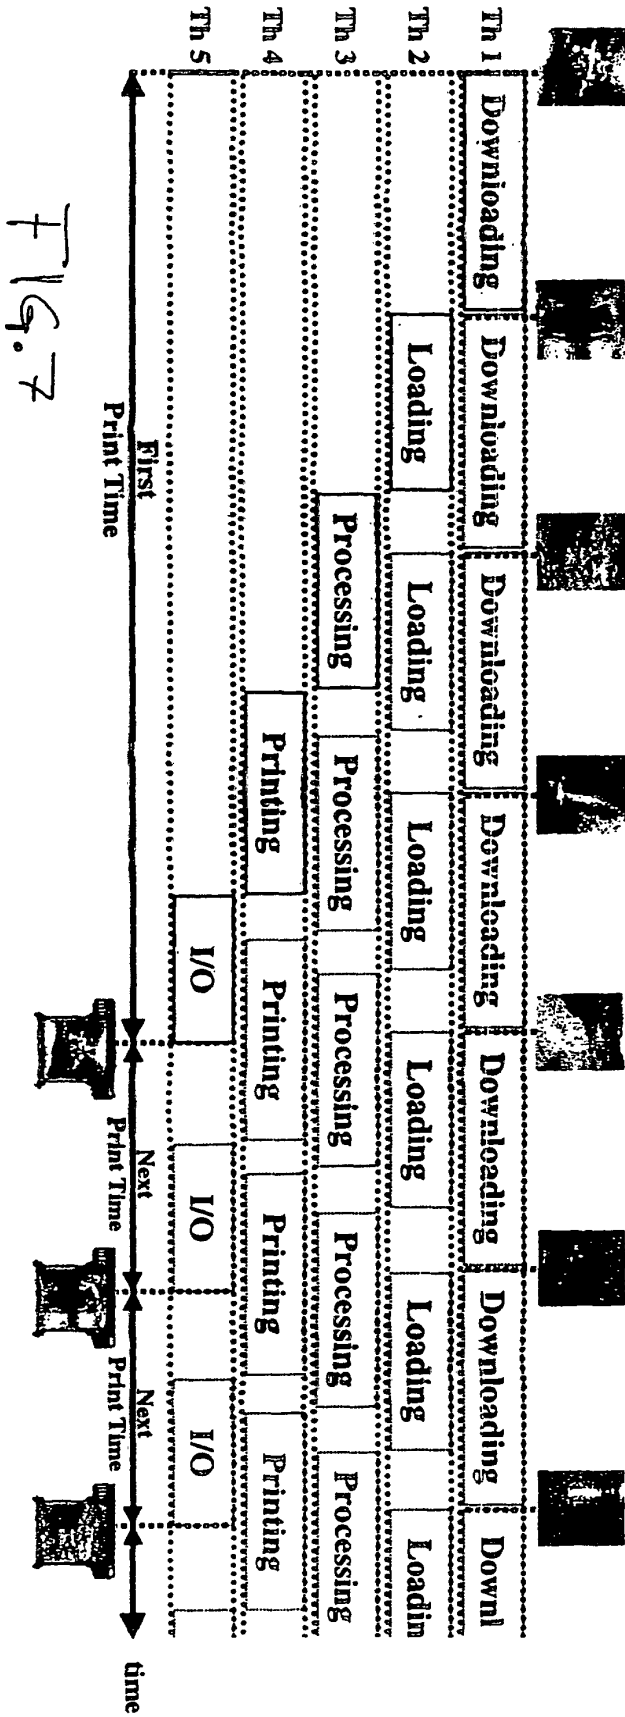 Th 1 Downloading Downloading Downloading Downloading Downloading Downloading Downl
Th 2 Loading Loading Loading Loading Loading Loadin
Th 3 Processing Processing Processing Processing Processing
Th 4 Printing Printing Printing Printing
Th 5 I/O I/O I/O
First Next Next
Print Time Print Time Print Time
time
FIG. 7